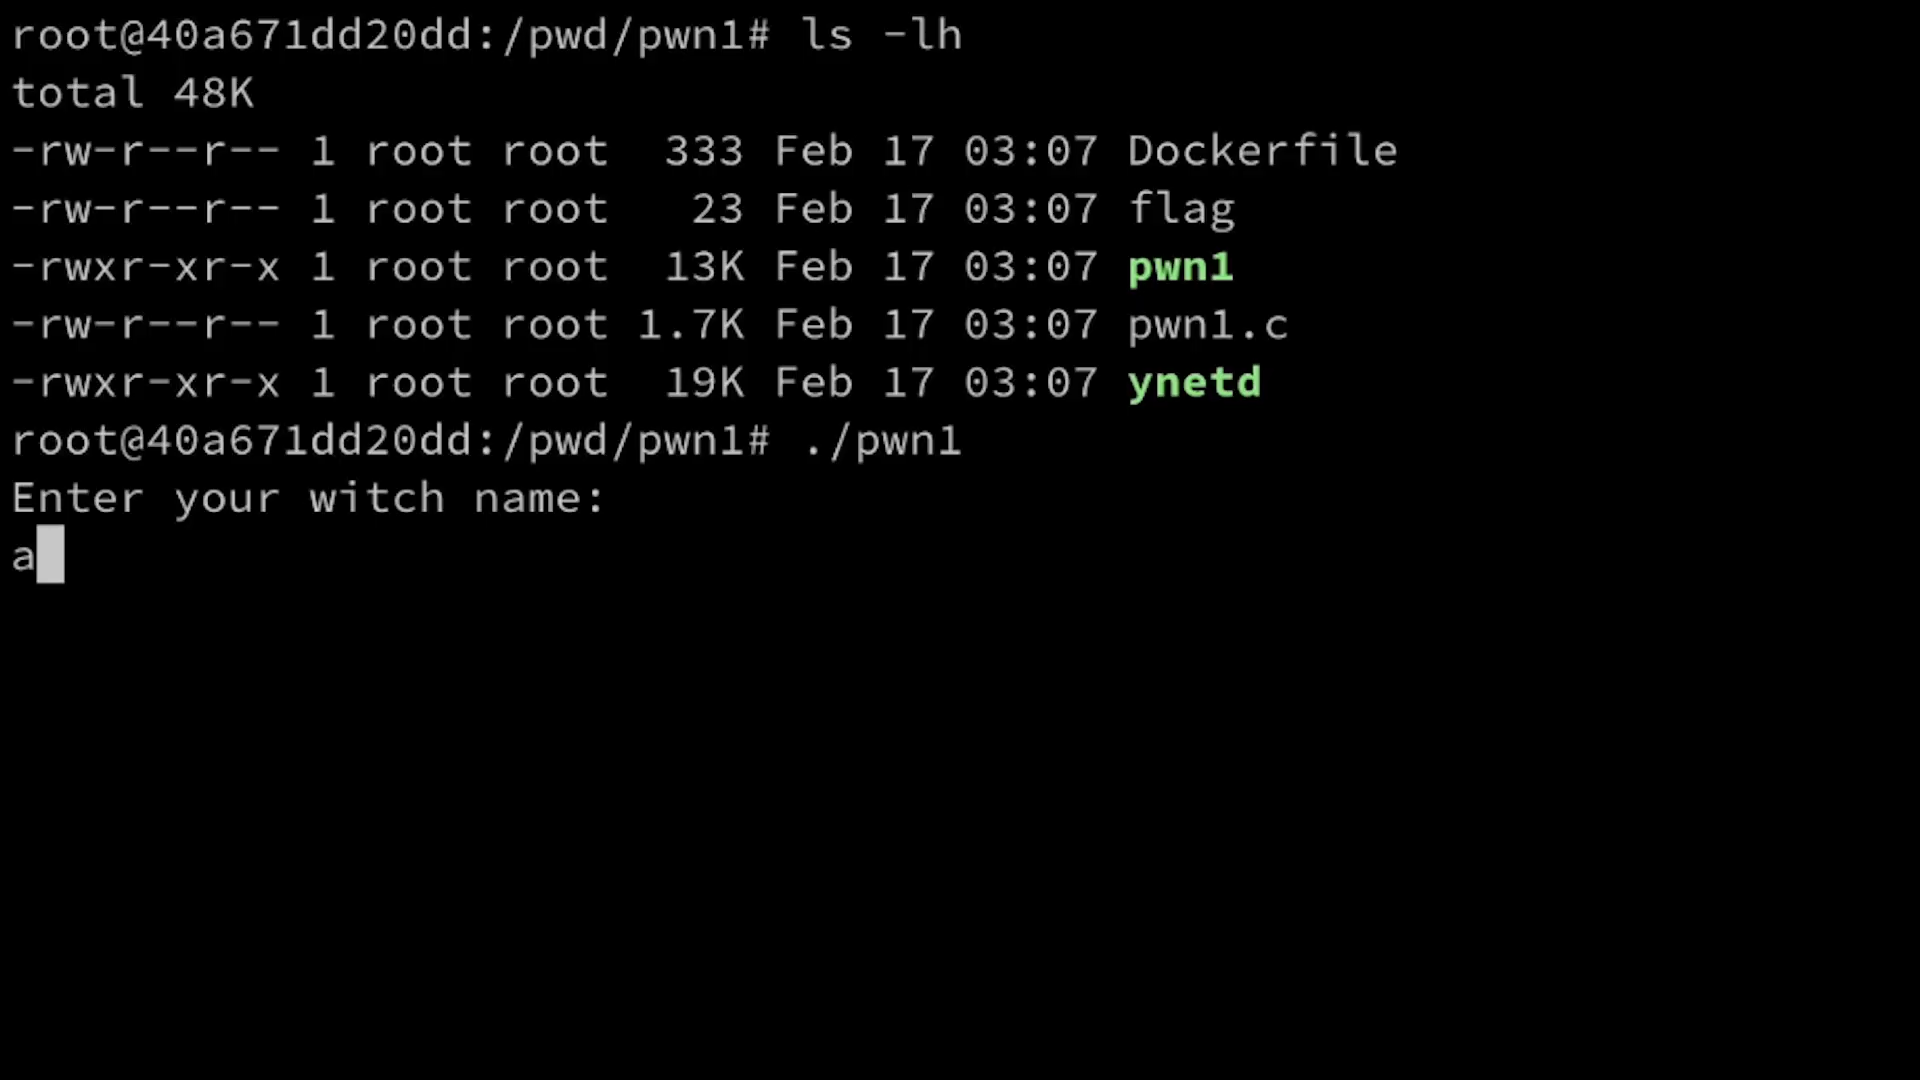 root@40a671dd20dd:/pwd/pwn1# ls -lh
total 48K
-rw-r--r-- 1 root root  333 Feb 17 03:07 Dockerfile
-rw-r--r-- 1 root root   23 Feb 17 03:07 flag
-rwxr-xr-x 1 root root  13K Feb 17 03:07 pwn1
-rw-r--r-- 1 root root 1.7K Feb 17 03:07 pwn1.c
-rwxr-xr-x 1 root root  19K Feb 17 03:07 ynetd
root@40a671dd20dd:/pwd/pwn1# ./pwn1
Enter your witch name:
a